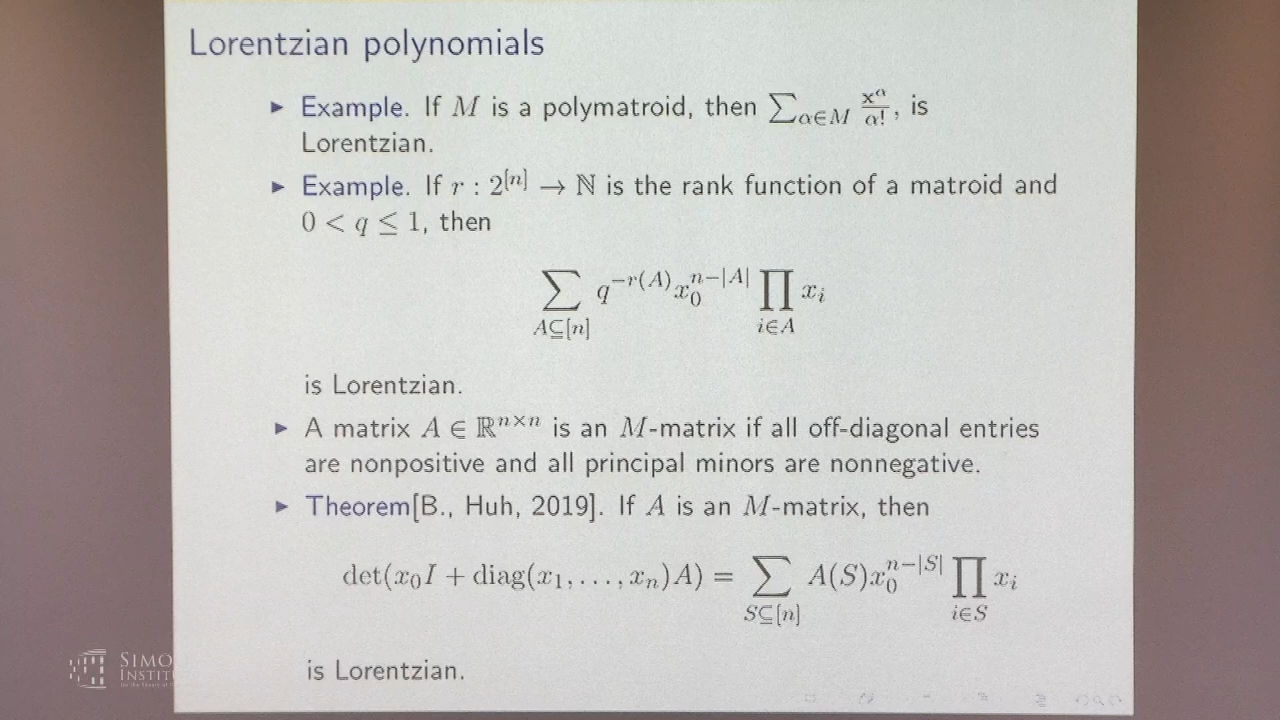 Lorentzian polynomials
▶ Example. If M is a polymatroid, then ∑_{α∈M} x^α/α!, is
Lorentzian.
▶ Example. If r : 2^{[n]} → ℕ is the rank function of a matroid and
0 < q ≤ 1, then
∑_{A⊆[n]} q^{−r(A)} x_0^{n−|A|} ∏_{i∈A} x_i
is Lorentzian.
▶ A matrix A ∈ ℝ^{n×n} is an M-matrix if all off-diagonal entries
are nonpositive and all principal minors are nonnegative.
▶ Theorem[B., Huh, 2019]. If A is an M-matrix, then
det(x_0 I + diag(x_1, . . . , x_n)A) = ∑_{S⊆[n]} A(S)x_0^{n−|S|} ∏_{i∈S} x_i
is Lorentzian.
SIMO
INSTIT